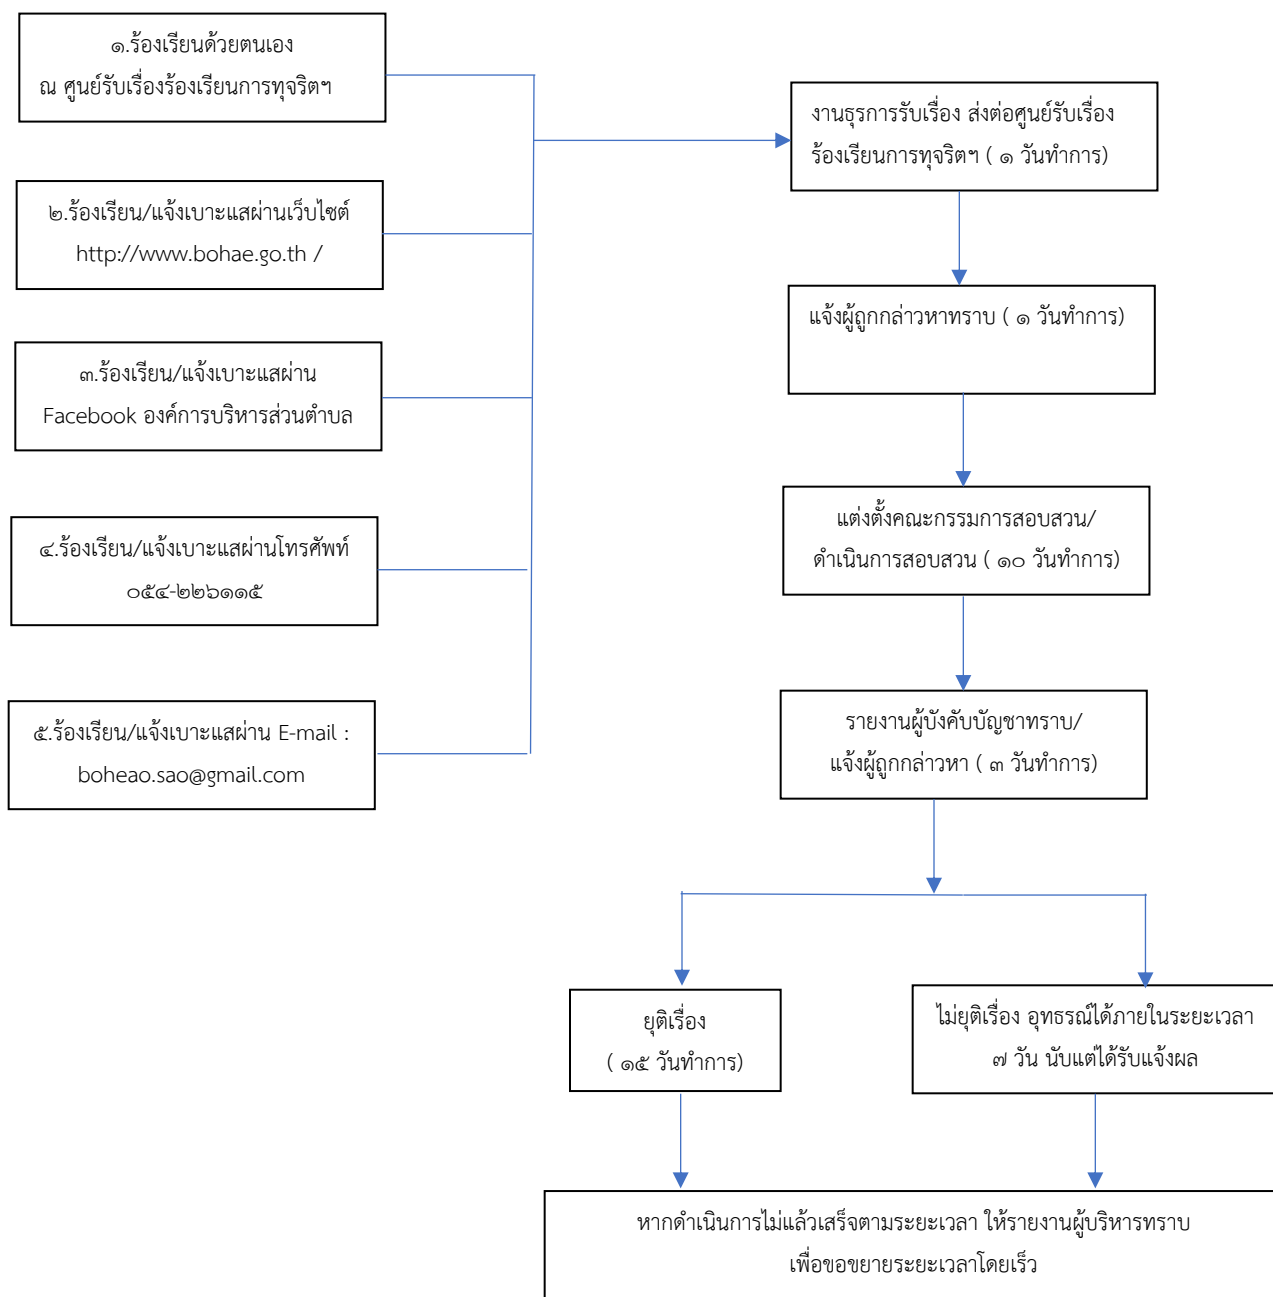 ๑.ร้องเรียนด้วยตนเอง
ณ ศูนย์รับเรื่องร้องเรียนการทุจริตฯ
๒.ร้องเรียน/แจ้งเบาะแสผ่านเว็บไซต์
http://www.bohae.go.th /
๓.ร้องเรียน/แจ้งเบาะแสผ่าน
Facebook องค์การบริหารส่วนตำบล
๔.ร้องเรียน/แจ้งเบาะแสผ่านโทรศัพท์
๐๕๔-๒๒๖๑๑๕
๕.ร้องเรียน/แจ้งเบาะแสผ่าน E-mail :
boheao.sao@gmail.com
งานธุรการรับเรื่อง ส่งต่อศูนย์รับเรื่อง
ร้องเรียนการทุจริตฯ ( ๑ วันทำการ)
แจ้งผู้ถูกกล่าวหาทราบ ( ๑ วันทำการ)
แต่งตั้งคณะกรรมการสอบสวน/
ดำเนินการสอบสวน ( ๑๐ วันทำการ)
รายงานผู้บังคับบัญชาทราบ/
แจ้งผู้ถูกกล่าวหา ( ๓ วันทำการ)
ยุติเรื่อง
( ๑๕ วันทำการ)
ไม่ยุติเรื่อง อุทธรณ์ได้ภายในระยะเวลา
๗ วัน นับแต่ได้รับแจ้งผล
หากดำเนินการไม่แล้วเสร็จตามระยะเวลา ให้รายงานผู้บริหารทราบ
เพื่อขอขยายระยะเวลาโดยเร็ว